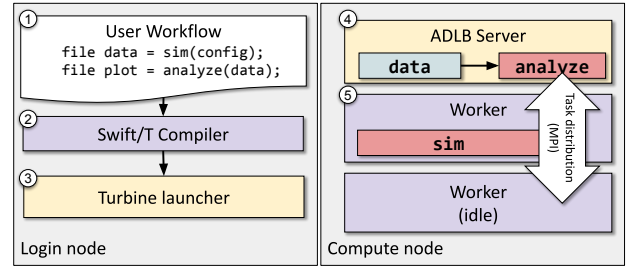 1
User Workflow
file data = sim(config);
file plot = analyze(data);
2
Swift/T Compiler
3
Turbine launcher
Login node
4
ADLB Server
data
analyze
5
Worker
sim
Task distribution
(MPI)
Worker
(idle)
Compute node